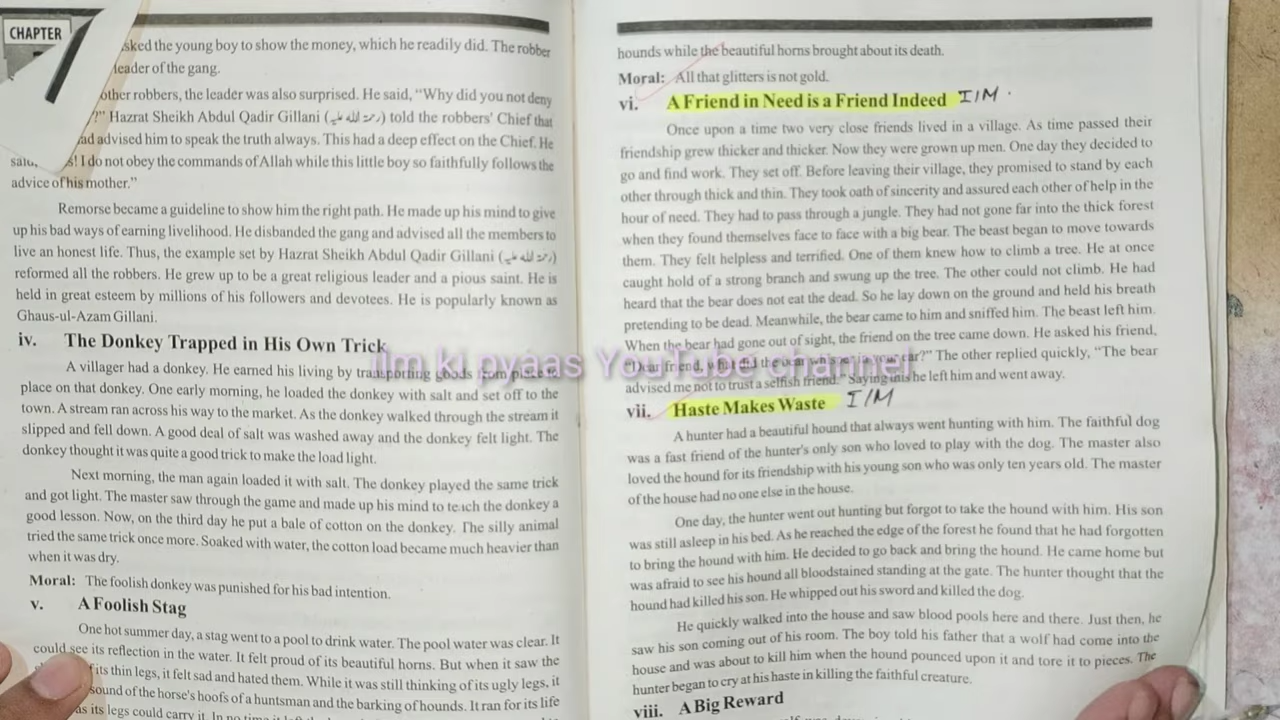 CHAPTER
7
sked the young boy to show the money, which he readily did. The robber
leader of the gang.
other robbers, the leader was also surprised. He said, "Why did you not deny
?" Hazrat Sheikh Abdul Qadir Gillani (رحمۃ اللہ علیہ) told the robbers' Chief that
ad advised him to speak the truth always. This had a deep effect on the Chief. He
said, s! I do not obey the commands of Allah while this little boy so faithfully follows the
advice of his mother."
Remorse became a guideline to show him the right path. He made up his mind to give
up his bad ways of earning livelihood. He disbanded the gang and advised all the members to
live an honest life. Thus, the example set by Hazrat Sheikh Abdul Qadir Gillani (رحمۃ اللہ علیہ)
reformed all the robbers. He grew up to be a great religious leader and a pious saint. He is
held in great esteem by millions of his followers and devotees. He is popularly known as
Ghaus-ul-Azam Gillani.
iv. The Donkey Trapped in His Own Trick
A villager had a donkey. He earned his living by transporting goods from place to
place on that donkey. One early morning, he loaded the donkey with salt and set off to the
town. A stream ran across his way to the market. As the donkey walked through the stream it
slipped and fell down. A good deal of salt was washed away and the donkey felt light. The
donkey thought it was quite a good trick to make the load light.
Next morning, the man again loaded it with salt. The donkey played the same trick
and got light. The master saw through the game and made up his mind to teach the donkey a
good lesson. Now, on the third day he put a bale of cotton on the donkey. The silly animal
tried the same trick once more. Soaked with water, the cotton load became much heavier than
when it was dry.
Moral: The foolish donkey was punished for his bad intention.
v. A Foolish Stag
One hot summer day, a stag went to a pool to drink water. The pool water was clear. It
could see its reflection in the water. It felt proud of its beautiful horns. But when it saw the
f its thin legs, it felt sad and hated them. While it was still thinking of its ugly legs, it
sound of the horse's hoofs of a huntsman and the barking of hounds. It ran for its life
as its legs could carry it. In no time it left the
hounds while the beautiful horns brought about its death.
Moral: All that glitters is not gold.
vi. A Friend in Need is a Friend Indeed I/M
Once upon a time two very close friends lived in a village. As time passed their
friendship grew thicker and thicker. Now they were grown up men. One day they decided to
go and find work. They set off. Before leaving their village, they promised to stand by each
other through thick and thin. They took oath of sincerity and assured each other of help in the
hour of need. They had to pass through a jungle. They had not gone far into the thick forest
when they found themselves face to face with a big bear. The beast began to move towards
them. They felt helpless and terrified. One of them knew how to climb a tree. He at once
caught hold of a strong branch and swung up the tree. The other could not climb. He had
heard that the bear does not eat the dead. So he lay down on the ground and held his breath
pretending to be dead. Meanwhile, the bear came to him and sniffed him. The beast left him.
When the bear had gone out of sight, the friend on the tree came down. He asked his friend,
"Dear friend, what did the bear whisper in your ear?" The other replied quickly, "The bear
advised me not to trust a selfish friend." Saying this he left him and went away.
ilm ki pyaas YouTube channel
vii. Haste Makes Waste I/M
A hunter had a beautiful hound that always went hunting with him. The faithful dog
was a fast friend of the hunter's only son who loved to play with the dog. The master also
loved the hound for its friendship with his young son who was only ten years old. The master
of the house had no one else in the house.
One day, the hunter went out hunting but forgot to take the hound with him. His son
was still asleep in his bed. As he reached the edge of the forest he found that he had forgotten
to bring the hound with him. He decided to go back and bring the hound. He came home but
was afraid to see his hound all bloodstained standing at the gate. The hunter thought that the
hound had killed his son. He whipped out his sword and killed the dog.
He quickly walked into the house and saw blood pools here and there. Just then, he
saw his son coming out of his room. The boy told his father that a wolf had come into the
house and was about to kill him when the hound pounced upon it and tore it to pieces. The
hunter began to cry at his haste in killing the faithful creature.
viii. A Big Reward